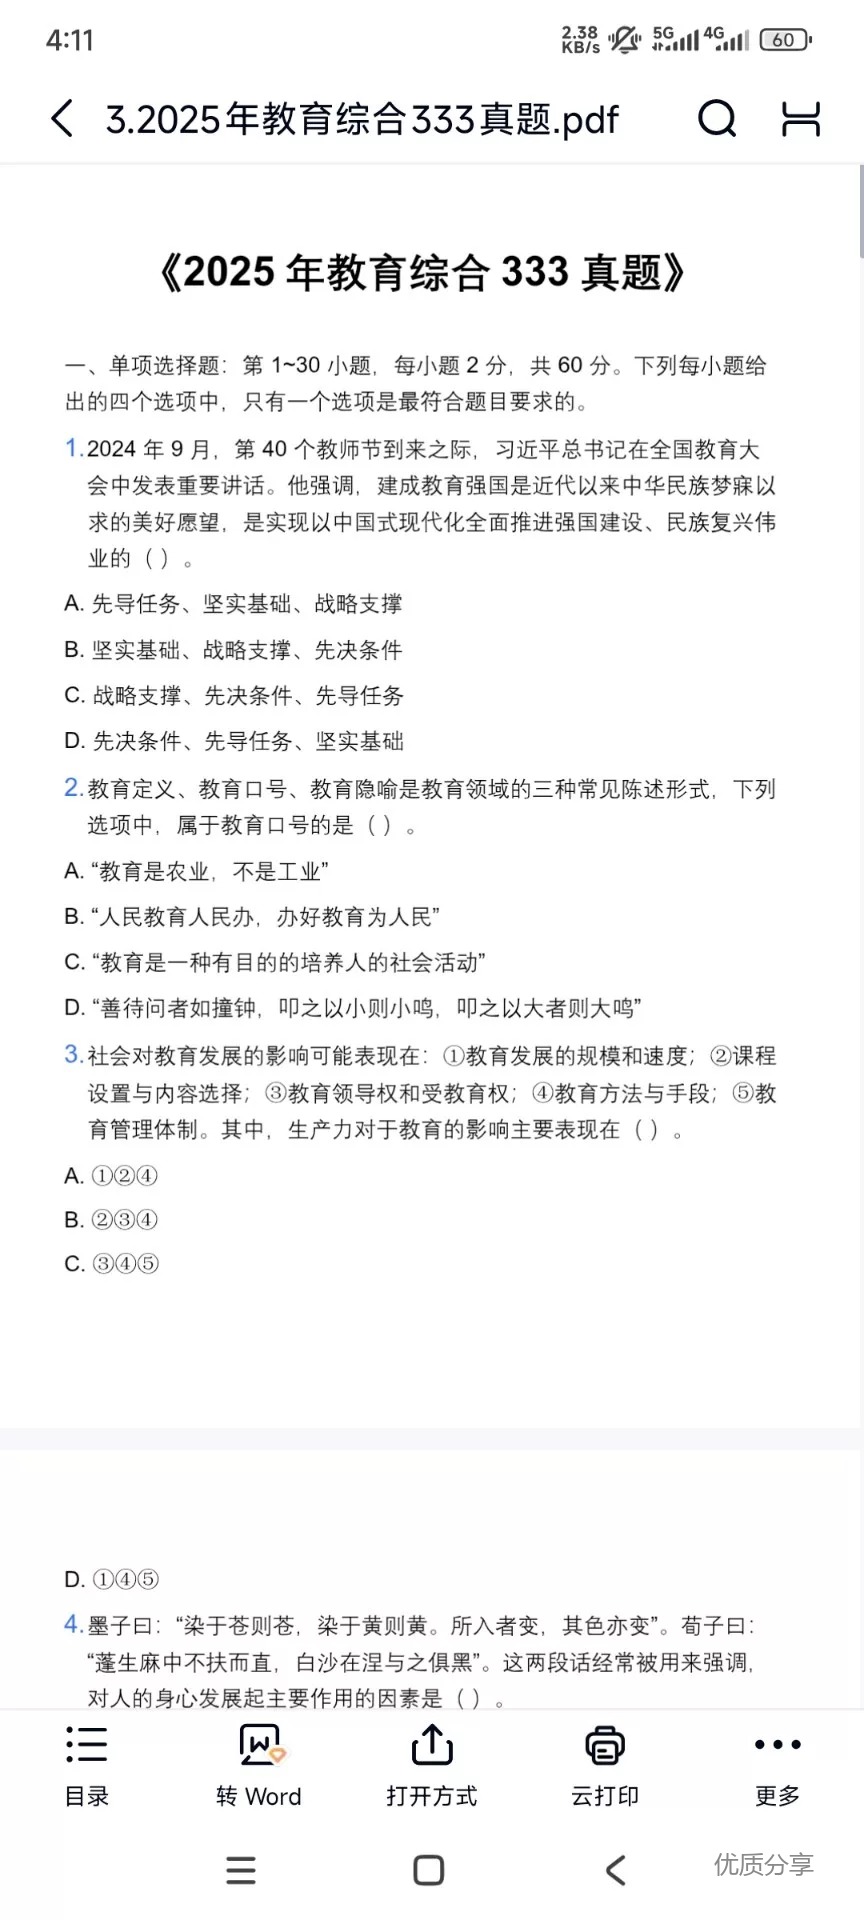 4:11
2.38
KB/s
5G
4G
60
3.2025年教育综合333真题.pdf
《2025 年教育综合 333 真题》
一、单项选择题：第 1~30 小题，每小题 2 分，共 60 分。下列每小题给
出的四个选项中，只有一个选项是最符合题目要求的。
1.2024 年 9 月，第 40 个教师节到来之际，习近平总书记在全国教育大
会中发表重要讲话。他强调，建成教育强国是近代以来中华民族梦寐以
求的美好愿望，是实现以中国式现代化全面推进强国建设、民族复兴伟
业的（ ）。
A. 先导任务、坚实基础、战略支撑
B. 坚实基础、战略支撑、先决条件
C. 战略支撑、先决条件、先导任务
D. 先决条件、先导任务、坚实基础
2.教育定义、教育口号、教育隐喻是教育领域的三种常见陈述形式，下列
选项中，属于教育口号的是（ ）。
A. “教育是农业，不是工业”
B. “人民教育人民办，办好教育为人民”
C. “教育是一种有目的的培养人的社会活动”
D. “善待问者如撞钟，叩之以小则小鸣，叩之以大者则大鸣”
3.社会对教育发展的影响可能表现在：①教育发展的规模和速度；②课程
设置与内容选择；③教育领导权和受教育权；④教育方法与手段；⑤教
育管理体制。其中，生产力对于教育的影响主要表现在（ ）。
A. ①②④
B. ②③④
C. ③④⑤
D. ①④⑤
4.墨子曰：“染于苍则苍，染于黄则黄。所入者变，其色亦变”。荀子曰：
“蓬生麻中不扶而直，白沙在涅与之俱黑”。这两段话经常被用来强调，
对人的身心发展起主要作用的因素是（ ）。
目录
转 Word
打开方式
云打印
更多
优质分享